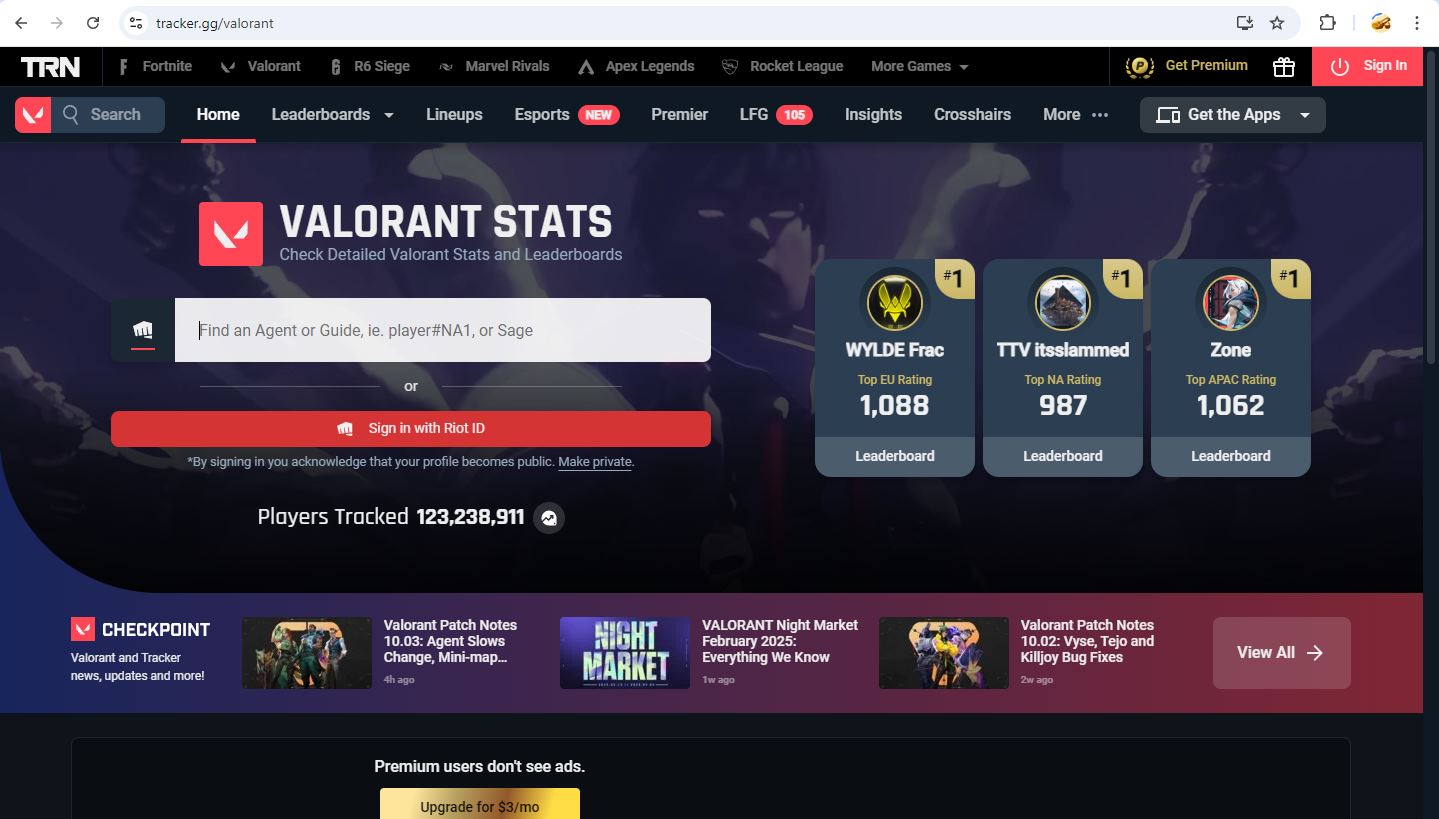 tracker.gg/valorant
TRN
Fortnite
Valorant
R6 Siege
Marvel Rivals
Apex Legends
Rocket League
More Games
Get Premium
Sign In
Search
Home
Leaderboards
Lineups
Esports NEW
Premier
LFG 105
Insights
Crosshairs
More
Get the Apps
VALORANT STATS
Check Detailed Valorant Stats and Leaderboards
Find an Agent or Guide, ie. player#NA1, or Sage
or
Sign in with Riot ID
*By signing in you acknowledge that your profile becomes public. Make private.
Players Tracked 123,238,911
#1
WYLDE Frac
Top EU Rating
1,088
Leaderboard
#1
TTV itsslammed
Top NA Rating
987
Leaderboard
#1
Zone
Top APAC Rating
1,062
Leaderboard
CHECKPOINT
Valorant and Tracker
news, updates and more!
Valorant Patch Notes
10.03: Agent Slows
Change, Mini-map...
4h ago
NIGHT
MARKET
VALORANT Night Market
February 2025:
Everything We Know
1w ago
Valorant Patch Notes
10.02: Vyse, Tejo and
Killjoy Bug Fixes
2w ago
View All
Premium users don't see ads.
Upgrade for $3/mo